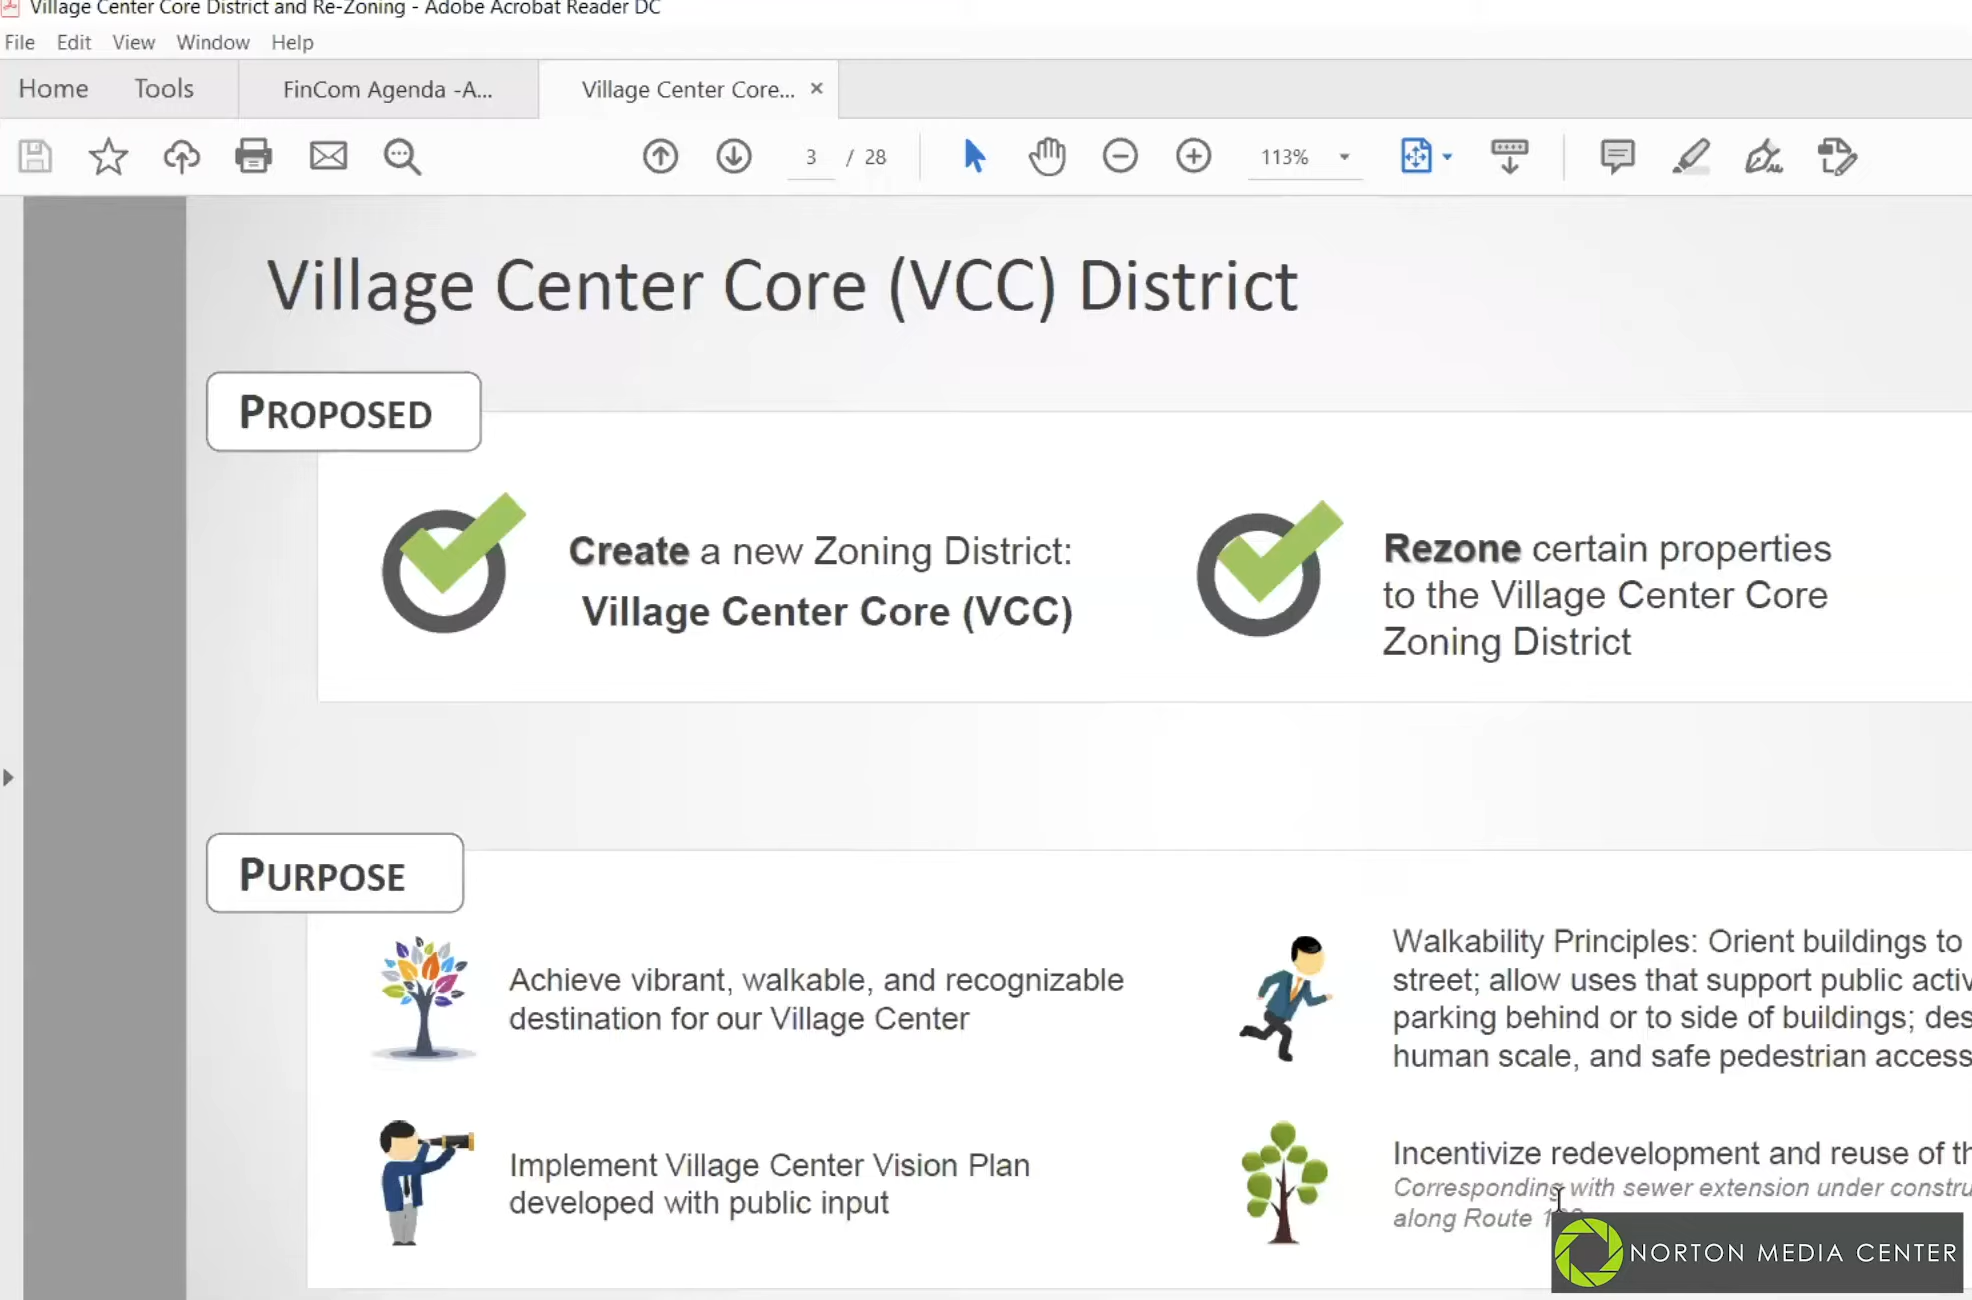 Village Center Core District and Re-Zoning - Adobe Acrobat Reader DC
File Edit View Window Help
Home Tools FinCom Agenda -A... Village Center Core... ×
3 / 28 113%
Village Center Core (VCC) District
PROPOSED
Create a new Zoning District:
Village Center Core (VCC)
Rezone certain properties
to the Village Center Core
Zoning District
PURPOSE
Achieve vibrant, walkable, and recognizable
destination for our Village Center
Walkability Principles: Orient buildings to
street; allow uses that support public activ
parking behind or to side of buildings; des
human scale, and safe pedestrian access
Implement Village Center Vision Plan
developed with public input
Incentivize redevelopment and reuse of th
Corresponding with sewer extension under constru
along Route
NORTON MEDIA CENTER